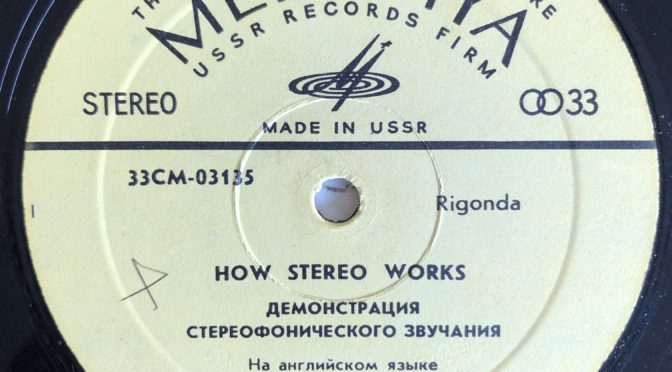 USSR RECORDS FIRM
STEREO
33
MADE IN USSR
33CM-03135
Rigonda
HOW STEREO WORKS
ДЕМОНСТРАЦИЯ
СТЕРЕОФОНИЧЕСКОГО ЗВУЧАНИЯ
На английском языке